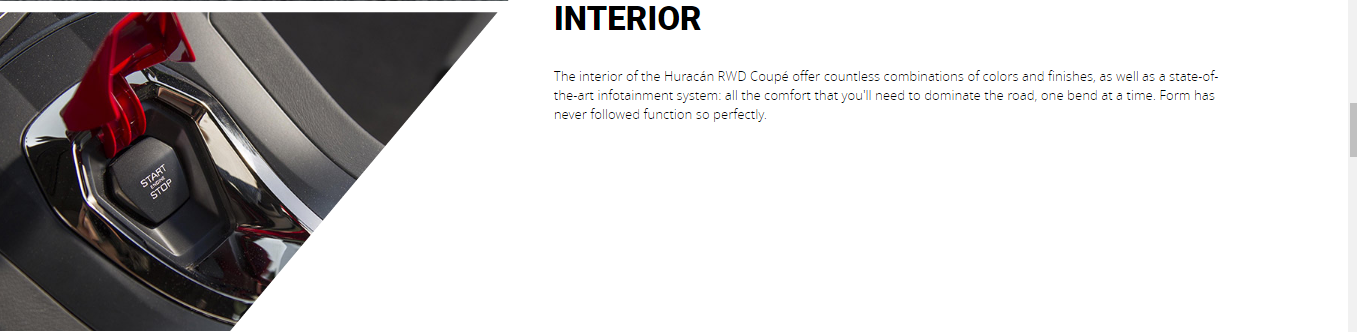 INTERIOR
The interior of the Huracán RWD Coupé offer countless combinations of colors and finishes, as well as a state-of-
the-art infotainment system: all the comfort that you'll need to dominate the road, one bend at a time. Form has
never followed function so perfectly.
START
ENGINE
STOP